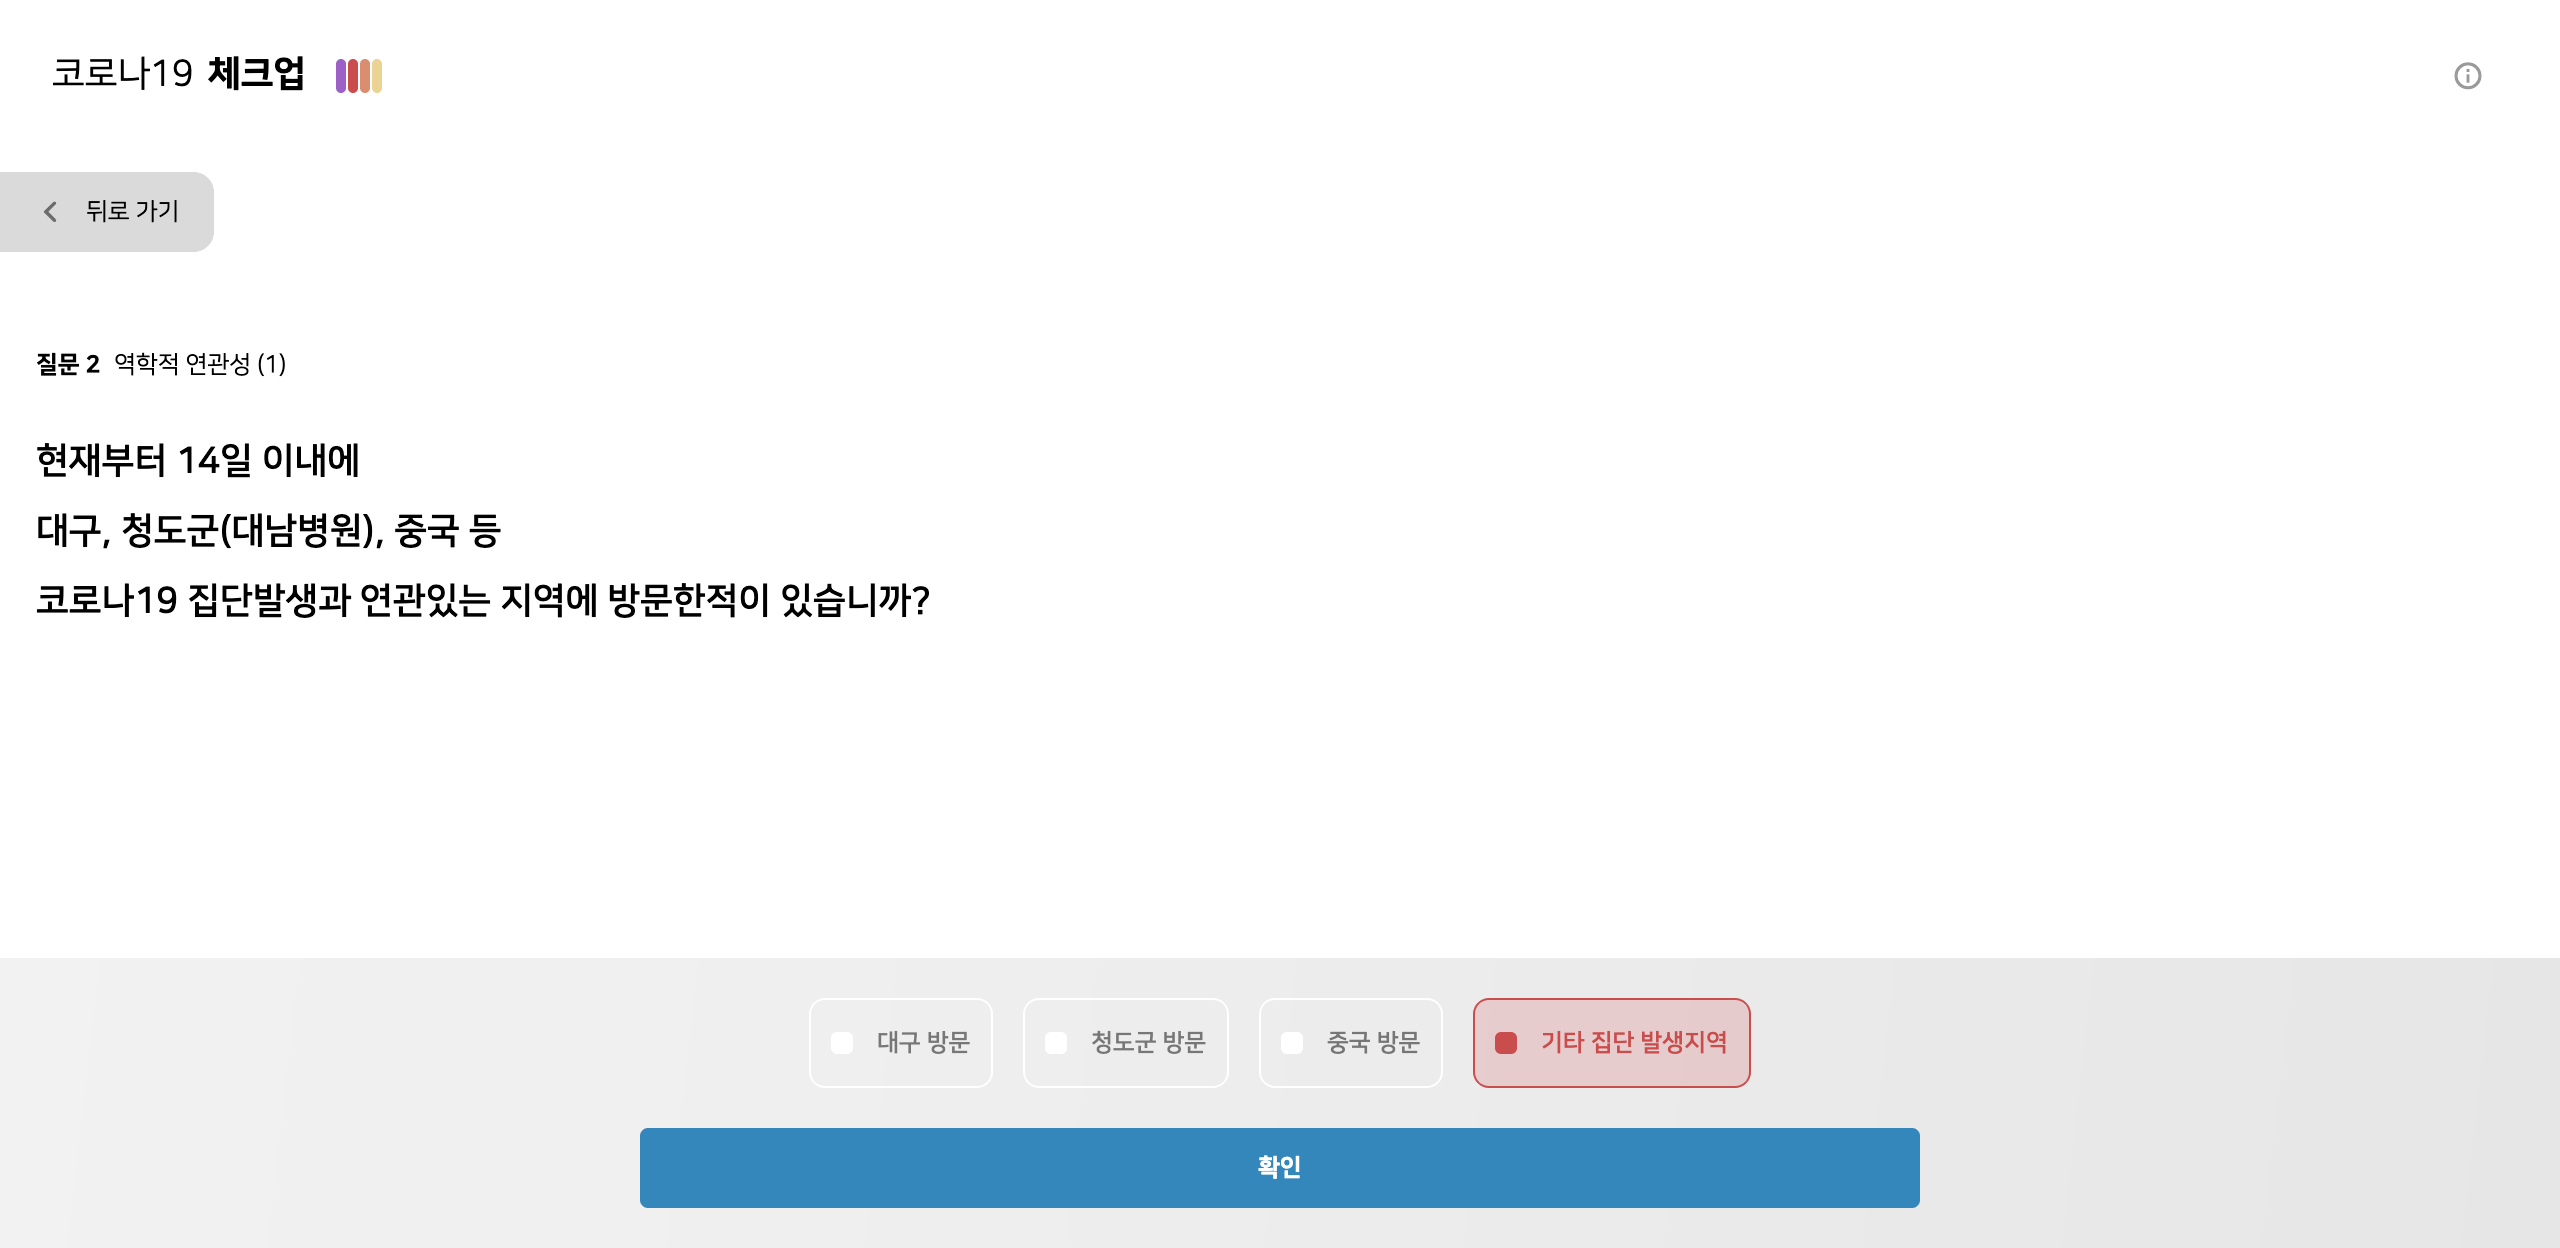 코로나19 체크업
뒤로 가기
질문 2 역학적 연관성 (1)
현재부터 14일 이내에
대구, 청도군(대남병원), 중국 등
코로나19 집단발생과 연관있는 지역에 방문한적이 있습니까?
대구 방문
청도군 방문
중국 방문
기타 집단 발생지역
확인